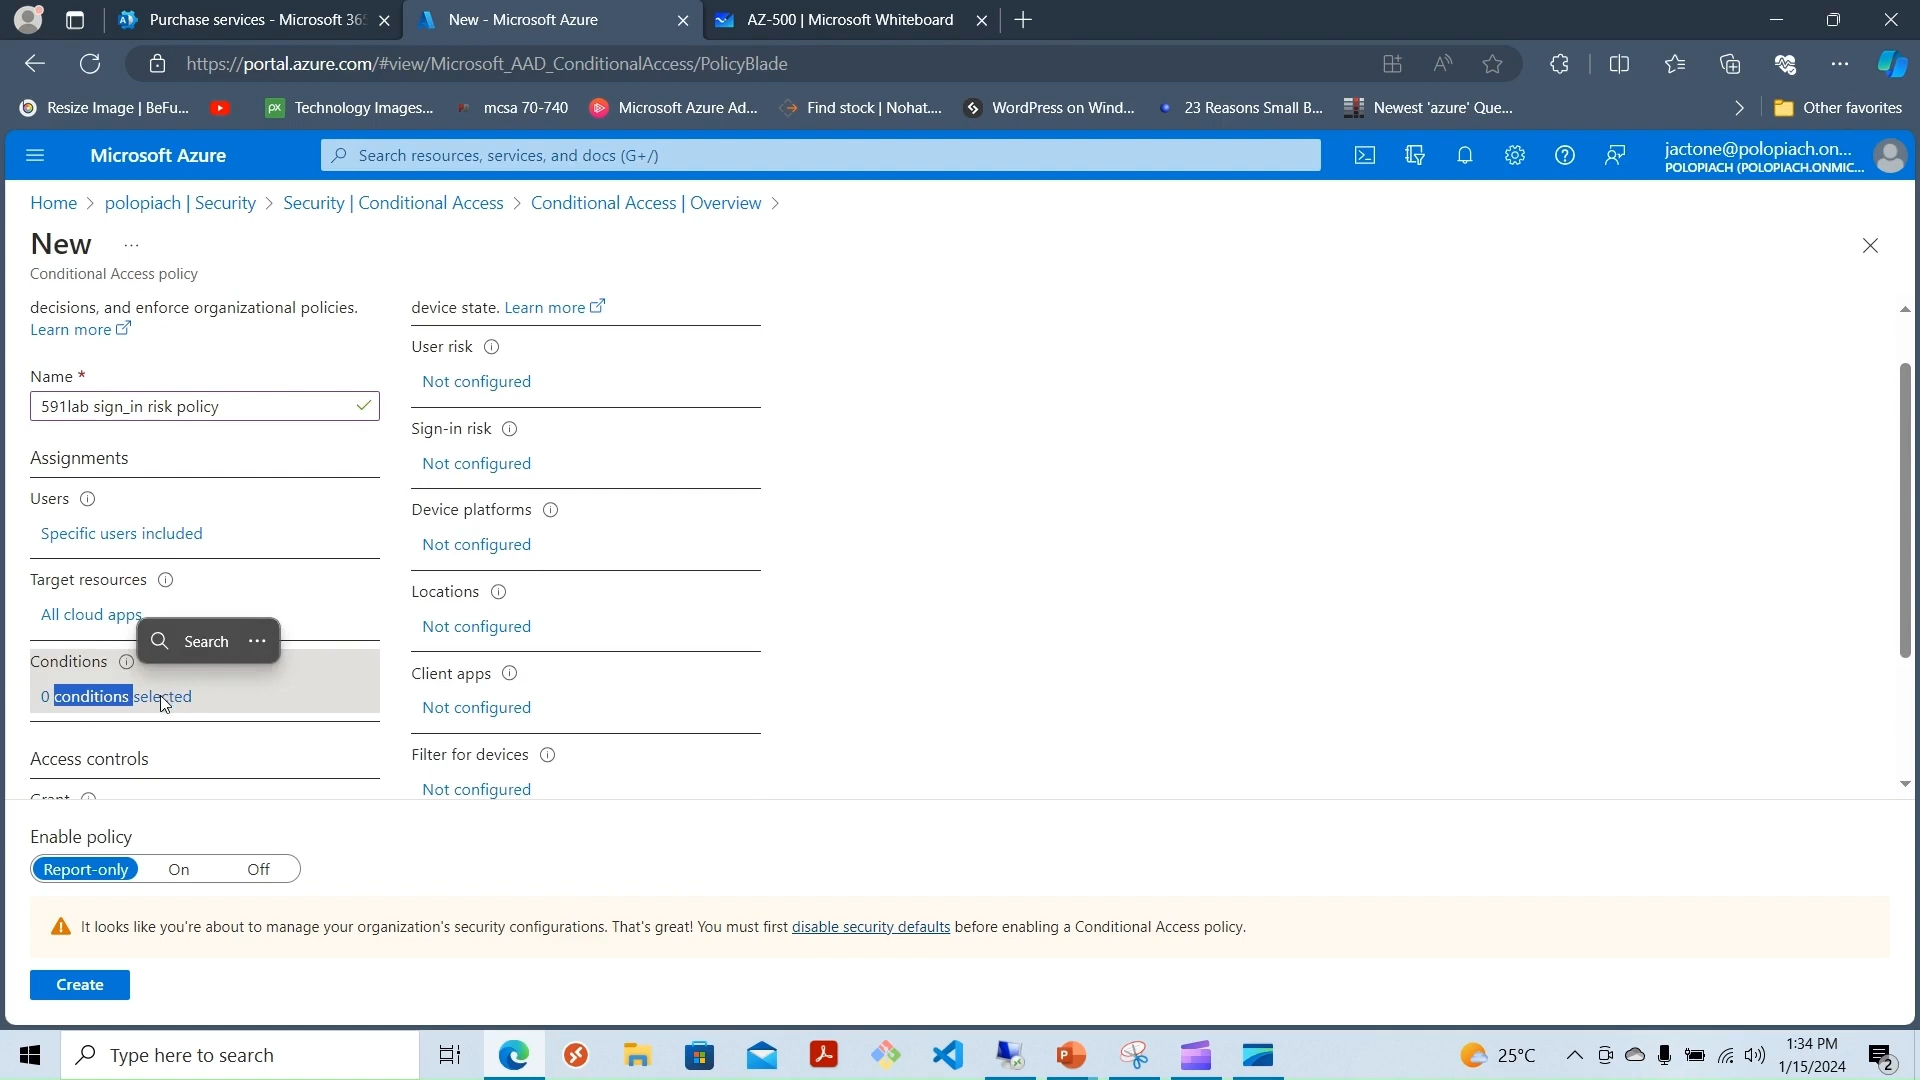 Purchase services - Microsoft 365
New - Microsoft Azure
AZ-500 | Microsoft Whiteboard
https://portal.azure.com/#view/Microsoft_AAD_ConditionalAccess/PolicyBlade
Resize Image | BeFu...
Technology Images...
mcsa 70-740
Microsoft Azure Ad...
Find stock | Nohat....
WordPress on Wind...
23 Reasons Small B...
Newest 'azure' Que...
Other favorites
Microsoft Azure
Search resources, services, and docs (G+/)
jactone@polopiach.on...
POLOPIACH (POLOPIACH.ONMIC...
Home > polopiach | Security > Security | Conditional Access > Conditional Access | Overview >
New ...
Conditional Access policy
decisions, and enforce organizational policies.
Learn more
Name *
591lab sign_in risk policy
Assignments
Users
Specific users included
Target resources
All cloud apps
Search ...
Conditions
0 conditions selected
Access controls
Grant
device state. Learn more
User risk
Not configured
Sign-in risk
Not configured
Device platforms
Not configured
Locations
Not configured
Client apps
Not configured
Filter for devices
Not configured
Enable policy
Report-only On Off
It looks like you're about to manage your organization's security configurations. That's great! You must first disable security defaults before enabling a Conditional Access policy.
Create
Type here to search
25°C
1:34 PM
1/15/2024
2